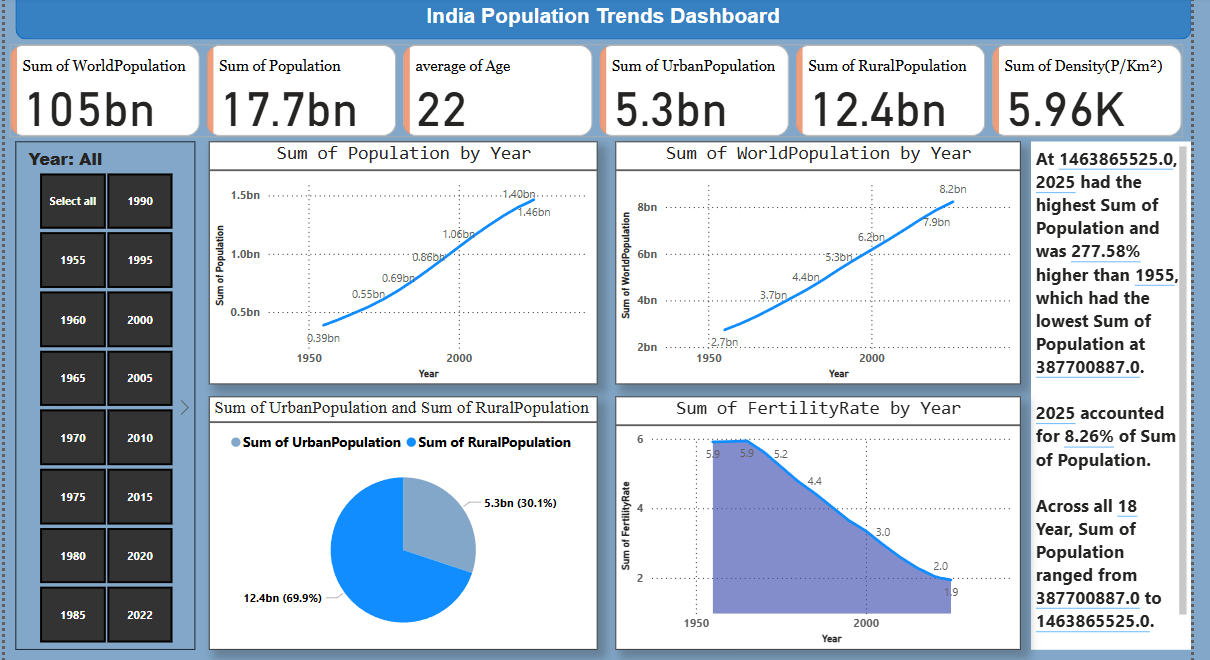 India Population Trends Dashboard
Sum of WorldPopulation
105bn
Sum of Population
17.7bn
average of Age
22
Sum of UrbanPopulation
5.3bn
Sum of RuralPopulation
12.4bn
Sum of Density(P/Km²)
5.96K
Year: All
Select all
1990
1955
1995
1960
2000
1965
2005
1970
2010
1975
2015
1980
2020
1985
2022
Sum of Population by Year
Sum of Population
1.5bn
1.0bn
0.5bn
0.39bn
0.55bn
0.69bn
0.86bn
1.06bn
1.40bn
1.46bn
1950
2000
Year
Sum of WorldPopulation by Year
Sum of WorldPopulation
8bn
6bn
4bn
2bn
2.7bn
3.7bn
4.4bn
5.3bn
6.2bn
7.9bn
8.2bn
1950
2000
Year
Sum of UrbanPopulation and Sum of RuralPopulation
Sum of UrbanPopulation
Sum of RuralPopulation
5.3bn (30.1%)
12.4bn (69.9%)
Sum of FertilityRate by Year
Sum of FertilityRate
6
4
2
5.9
5.9
5.2
4.4
3.0
2.0
1.9
1950
2000
Year
At 1463865525.0,
2025 had the
highest Sum of
Population and
was 277.58%
higher than 1955,
which had the
lowest Sum of
Population at
387700887.0.
2025 accounted
for 8.26% of Sum
of Population.
Across all 18
Year, Sum of
Population
ranged from
387700887.0 to
1463865525.0.